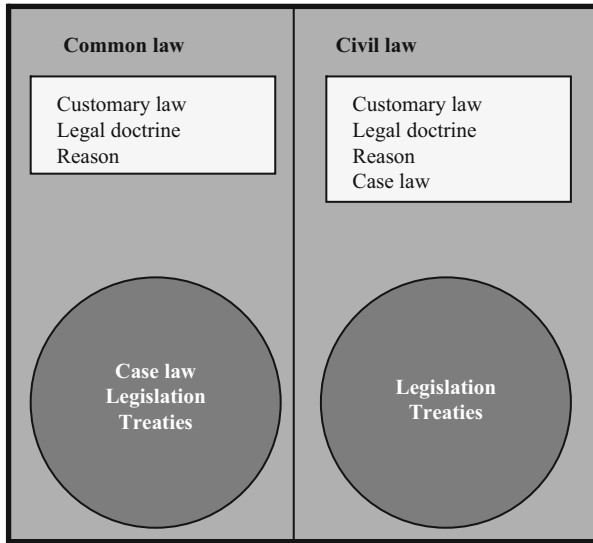 Common law
Customary law
Legal doctrine
Reason
Case law
Legislation
Treaties
Civil law
Customary law
Legal doctrine
Reason
Case law
Legislation
Treaties